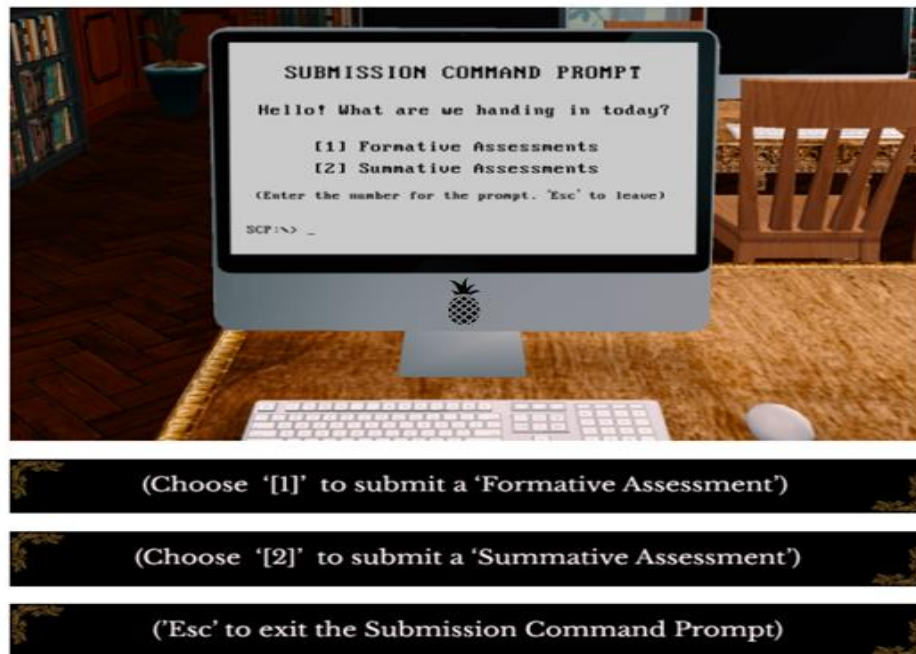 SUBMISSION COMMAND PROMPT
Hello! What are we handing in today?
[1] Formative Assessments
[2] Summative Assessments
(Enter the number for the prompt. 'Esc' to leave)
SCP:\> _
(Choose '[1]' to submit a 'Formative Assessment')
(Choose '[2]' to submit a 'Summative Assessment')
('Esc' to exit the Submission Command Prompt)